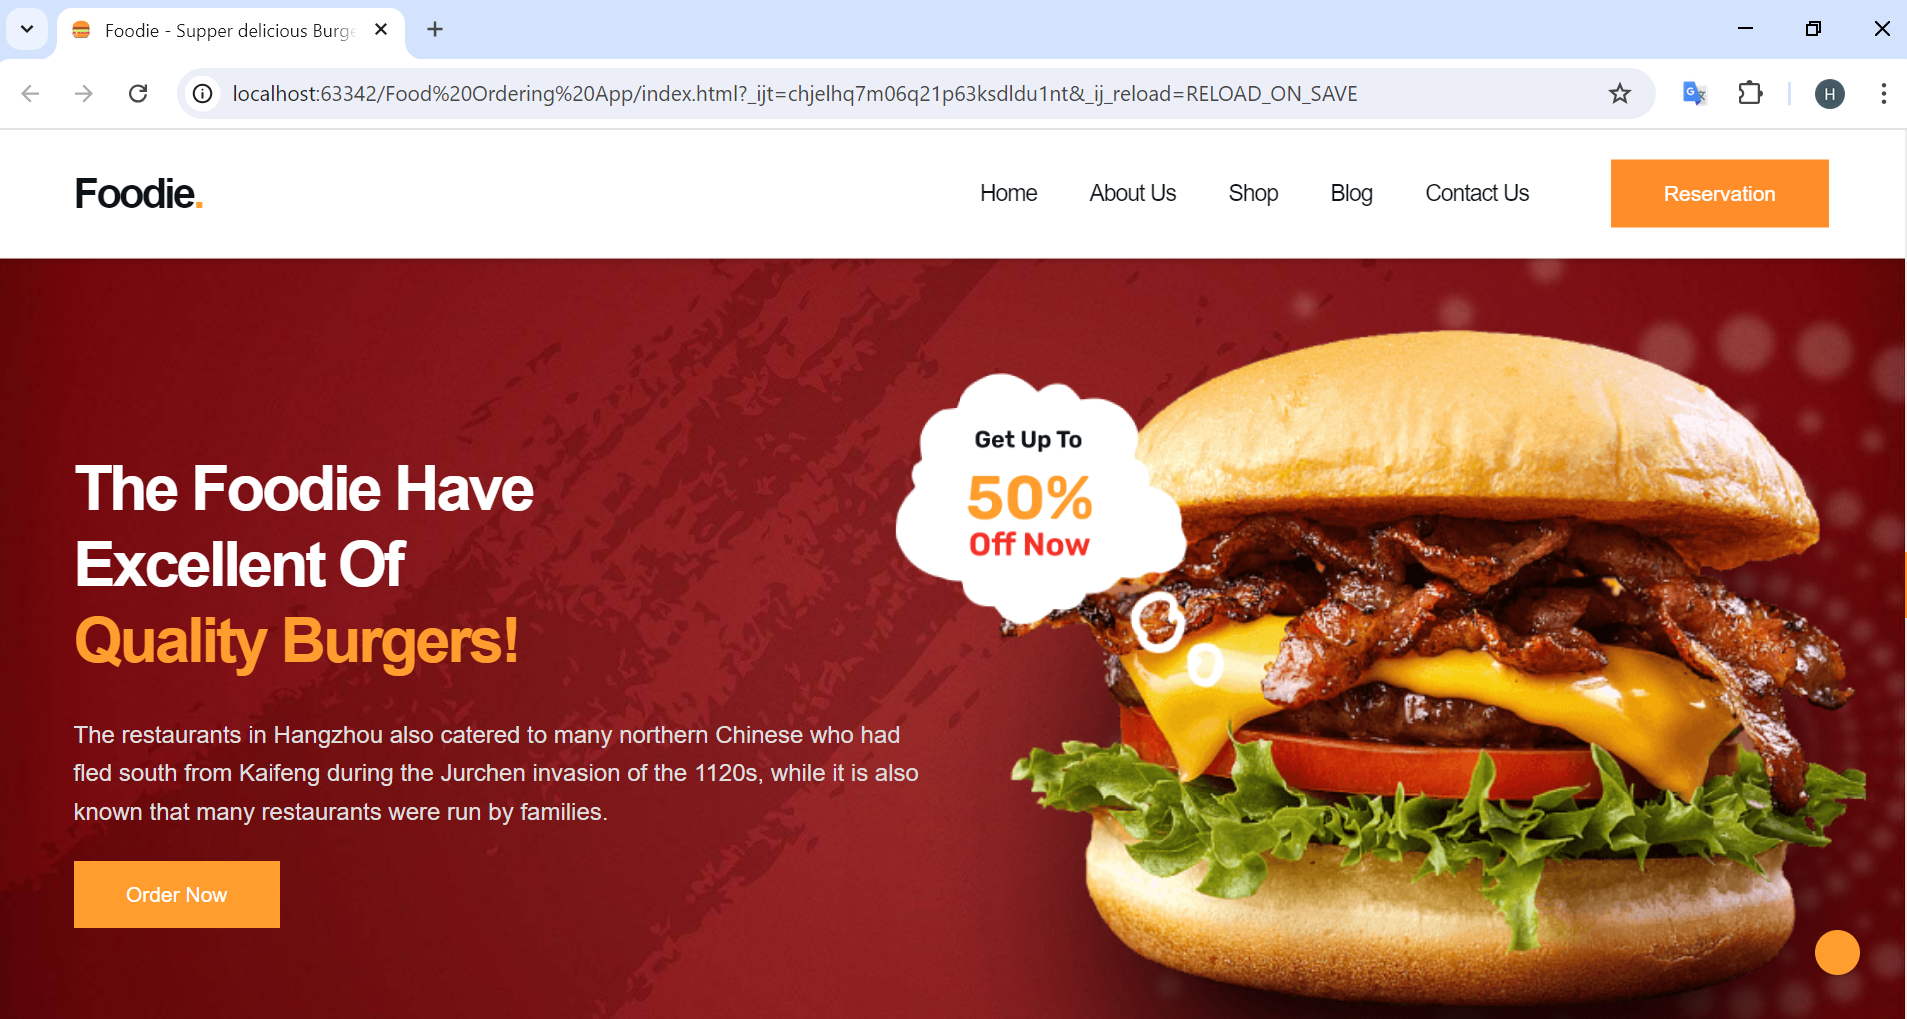 Foodie - Supper delicious Burge
localhost:63342/Food%20Ordering%20App/index.html?_ijt=chjelhq7m06q21p63ksdldu1nt&_ij_reload=RELOAD_ON_SAVE
H
Foodie.
Home
About Us
Shop
Blog
Contact Us
Reservation
Get Up To
50%
Off Now
The Foodie Have
Excellent Of
Quality Burgers!
The restaurants in Hangzhou also catered to many northern Chinese who had
fled south from Kaifeng during the Jurchen invasion of the 1120s, while it is also
known that many restaurants were run by families.
Order Now